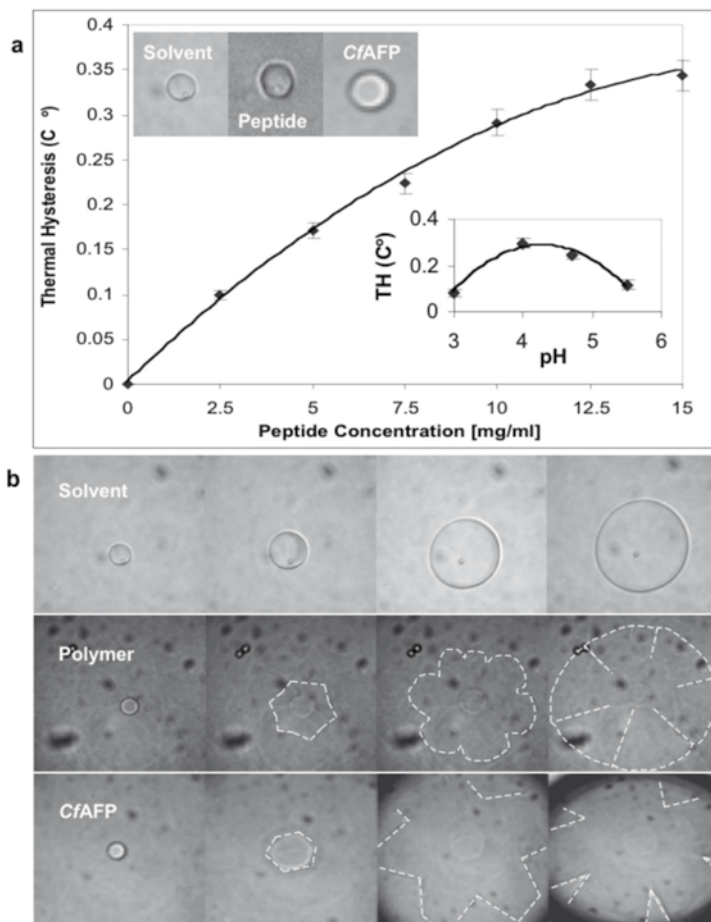 a
0.4
0.35
0.3
0.25
0.2
0.15
0.1
0.05
0
Thermal Hysteresis (C °)
Solvent
Peptide
CfAFP
0.4
0.2
0
TH (C°)
3 4 5 6
pH
0 2.5 5 7.5 10 12.5 15
Peptide Concentration [mg/ml]
b
Solvent
Polymer
CfAFP